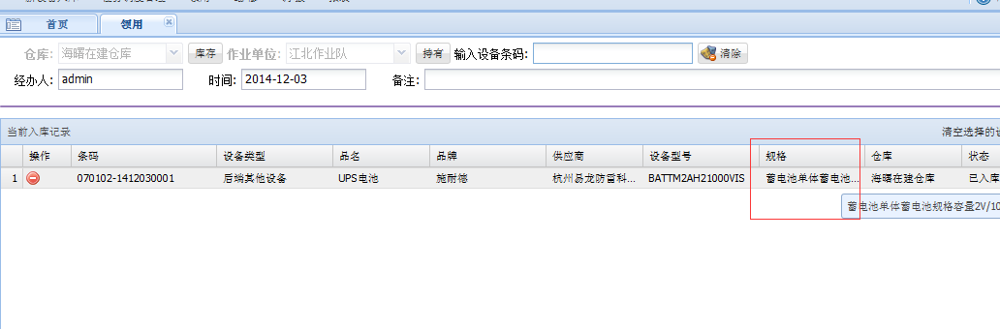 首页 领用
仓库: 海曙在建仓库 库存 作业单位: 江北作业队 持有 输入设备条码: 清除
经办人: admin 时间: 2014-12-03 备注:
当前入库记录 清空选择的
操作 条码 设备类型 品名 品牌 供应商 设备型号 规格 仓库 状态
1 070102-1412030001 后端其他设备 UPS电池 施耐德 杭州易龙防雷科... BATTM2AH21000VIS 蓄电池单体蓄电池... 海曙在建仓库 已入库
蓄电池单体蓄电池规格容量2V/10